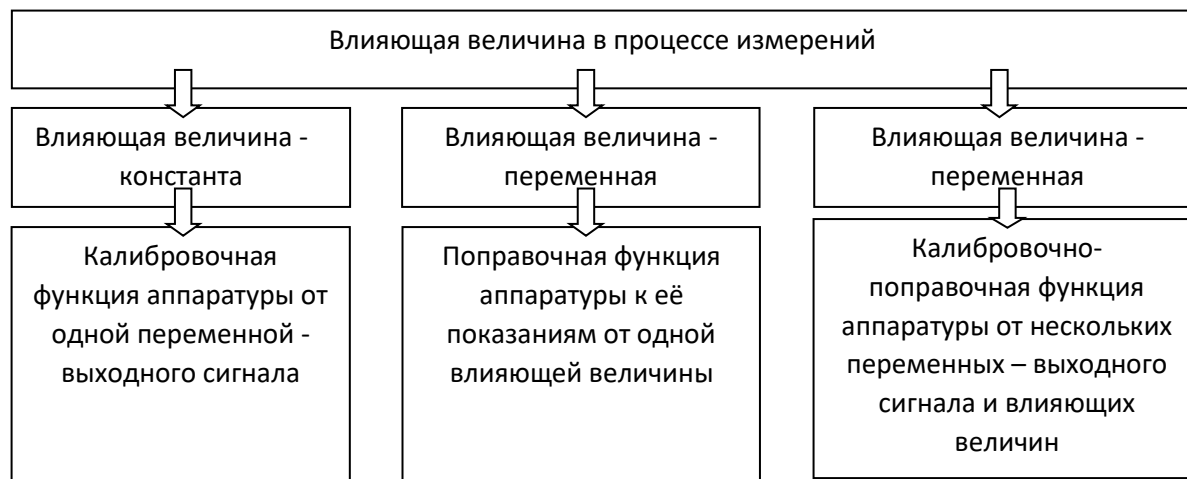 Влияющая величина в процессе измерений
Влияющая величина -
константа
Влияющая величина -
переменная
Влияющая величина -
переменная
Калибровочная
функция аппаратуры от
одной переменной -
выходного сигнала
Поправочная функция
аппаратуры к её
показаниям от одной
влияющей величины
Калибровочно-
поправочная функция
аппаратуры от нескольких
переменных – выходного
сигнала и влияющих
величин